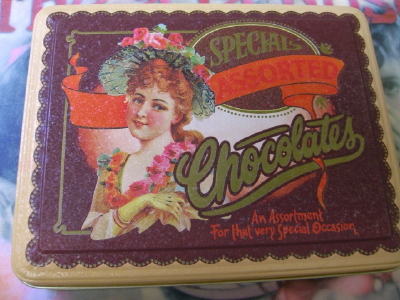 SPECIAL
ASSORTED
Chocolates
An Assortment
For that very Special Occasion